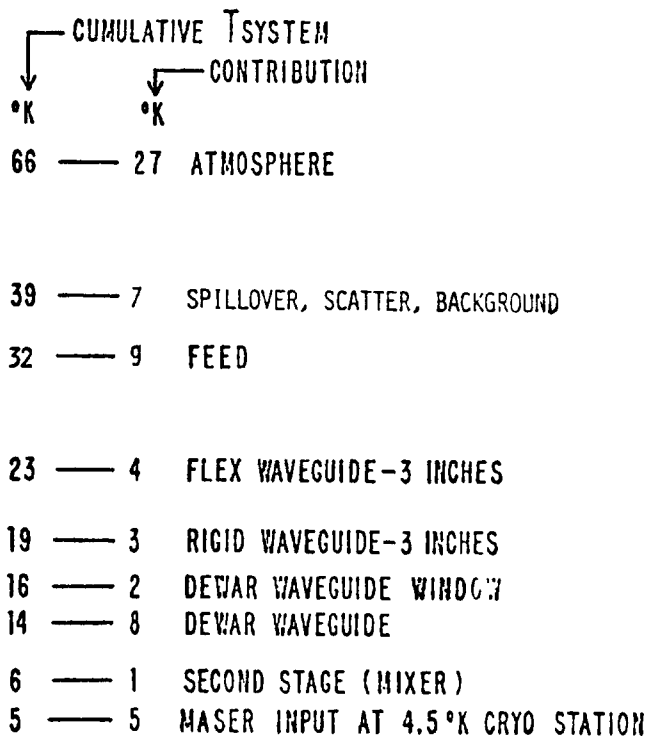 CUMULATIVE TSYSTEM
CONTRIBUTION
°K °K
66 — 27 ATMOSPHERE
39 — 7 SPILLOVER, SCATTER, BACKGROUND
32 — 9 FEED
23 — 4 FLEX WAVEGUIDE-3 INCHES
19 — 3 RIGID WAVEGUIDE-3 INCHES
16 — 2 DEWAR WAVEGUIDE WINDOW
14 — 8 DEWAR WAVEGUIDE
6 — 1 SECOND STAGE (MIXER)
5 — 5 MASER INPUT AT 4.5°K CRYO STATION